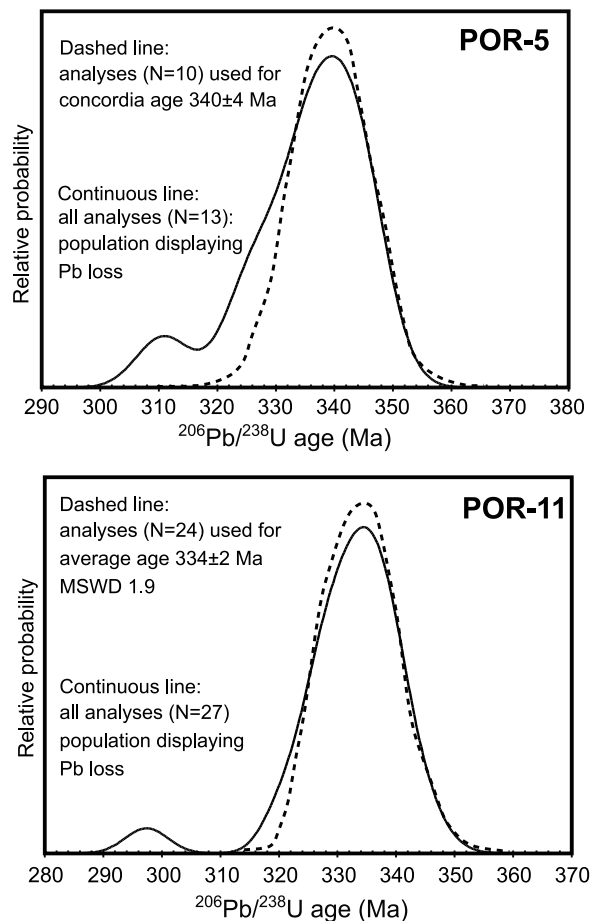 POR-5
Dashed line:
analyses (N=10) used for
concordia age 340±4 Ma
Continuous line:
all analyses (N=13):
population displaying
Pb loss
Relative probability
290 300 310 320 330 340 350 360 370 380
²⁰⁶Pb/²³⁸U age (Ma)
POR-11
Dashed line:
analyses (N=24) used for
average age 334±2 Ma
MSWD 1.9
Continuous line:
all analyses (N=27)
population displaying
Pb loss
Relative probability
280 290 300 310 320 330 340 350 360 370
²⁰⁶Pb/²³⁸U age (Ma)